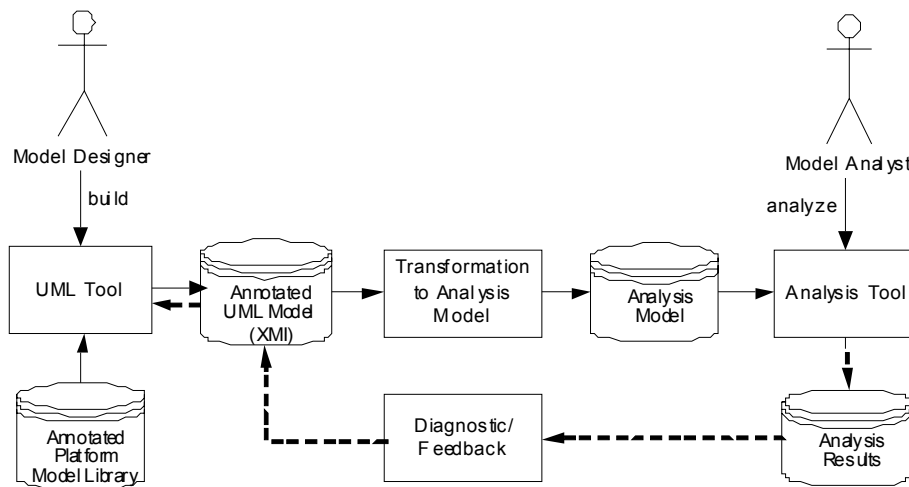 Model Designer
Model Analyst
build
analyze
UML Tool
Annotated
UML Model
(XMI)
Transformation
to Analysis
Model
Analysis
Model
Analysis Tool
Annotated
Platform
Model Library
Diagnostic/
Feedback
Analysis
Results